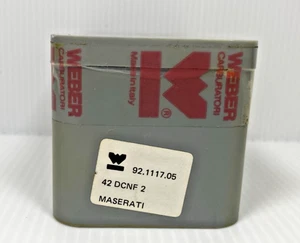 WEBER
CARBURATORI
Made in Italy
®
WEBER
CARBURATORI
92.1117.05
42 DCNF 2
MASERATI